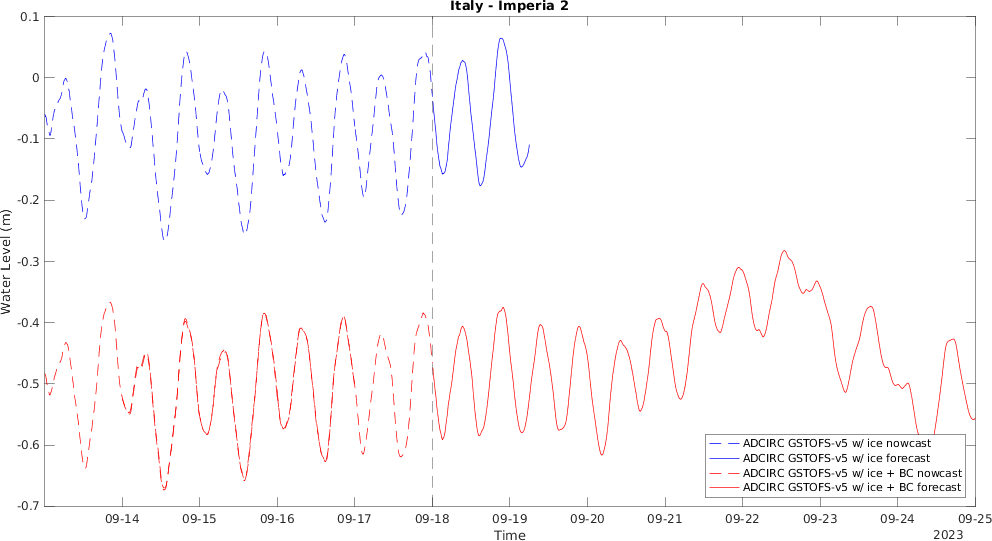 Italy - Imperia 2
0.1
0
-0.1
-0.2
-0.3
-0.4
-0.5
-0.6
-0.7
Water Level (m)
ADCIRC GSTOFS-v5 w/ ice nowcast
ADCIRC GSTOFS-v5 w/ ice forecast
ADCIRC GSTOFS-v5 w/ ice + BC nowcast
ADCIRC GSTOFS-v5 w/ ice + BC forecast
09-14 09-15 09-16 09-17 09-18 09-19 09-20 09-21 09-22 09-23 09-24 09-25
Time
2023